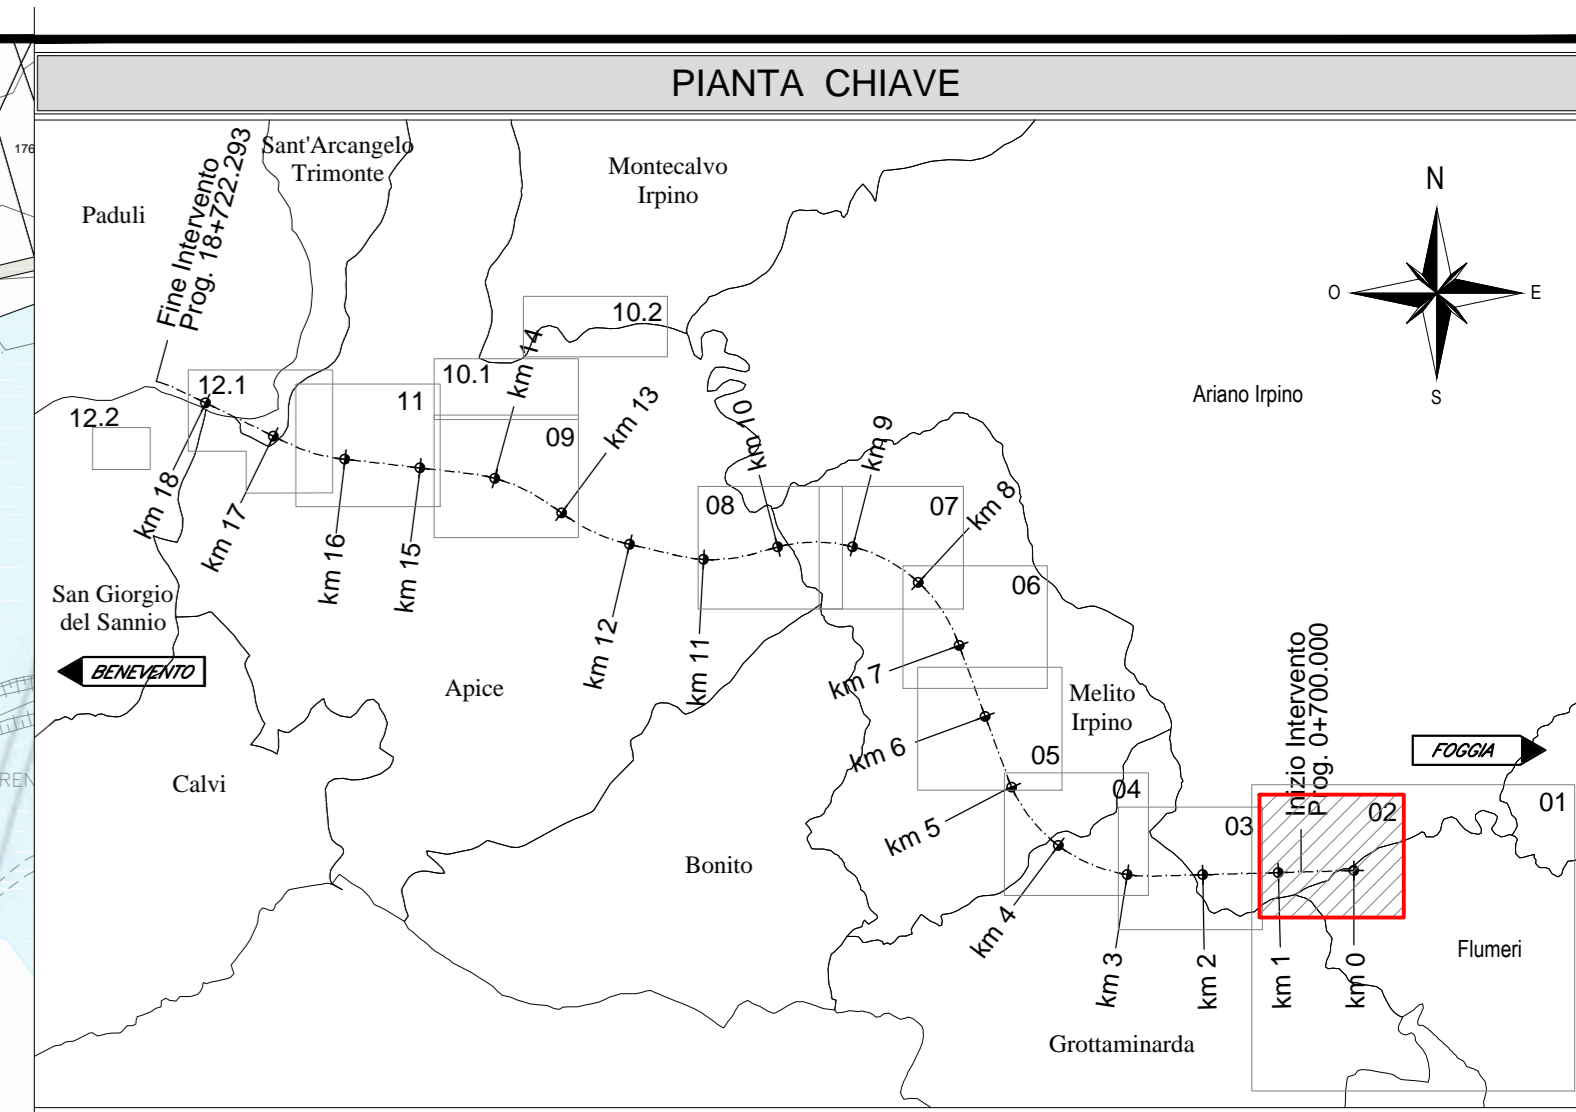 PIANTA CHIAVE
176
Sant'Arcangelo
Trimonte
Montecalvo
Irpino
Paduli
Fine Intervento
Prog. 18+722.293
N
O
E
S
10.2
10.1
km 14
12.1
12.2
11
09
km 13
km 10
km 9
Ariano Irpino
08
07
km 8
km 18
km 17
km 16
km 15
06
San Giorgio
del Sannio
km 12
km 11
km 7
BENEVENTO
Apice
Melito
Irpino
Inizio Intervento
Prog. 0+700.000
km 6
05
FOGGIA
REN
Calvi
04
03
02
01
km 5
Bonito
km 4
km 3
km 2
km 1
km 0
Flumeri
Grottaminarda